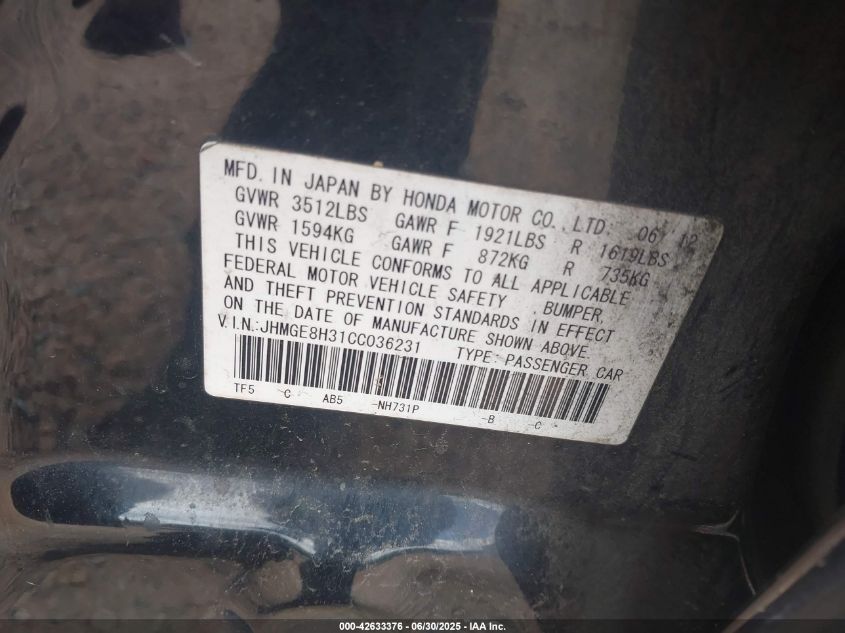 MFD. IN JAPAN BY HONDA MOTOR CO., LTD. 06/12
GVWR 3512LBS GAWR F 1921LBS R 1619LBS
GVWR 1594KG GAWR F 872KG R 735KG
THIS VEHICLE CONFORMS TO ALL APPLICABLE
FEDERAL MOTOR VEHICLE SAFETY, BUMPER,
AND THEFT PREVENTION STANDARDS IN EFFECT
ON THE DATE OF MANUFACTURE SHOWN ABOVE.
V.I.N.:JHMGE8H31CC036231 TYPE: PASSENGER CAR
TF5 -C AB5 -NH731P -B -C
000-42633376 - 06/30/2025 - IAA Inc.